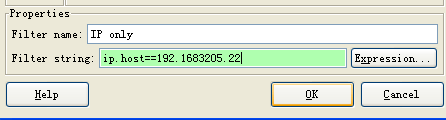 Properties
Filter name: IP only
Filter string: ip.host==192.1683205.22 Expression...
Help OK Cancel